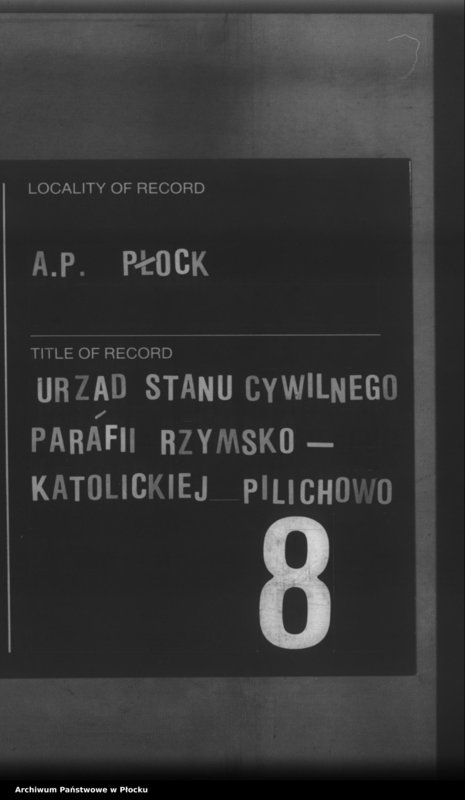 LOCALITY OF RECORD
A.P. PŁOCK
TITLE OF RECORD
URZAD STANU CYWILNEGO
PARÁFII RZYMSKO —
KATOLICKIEJ PILICHOWO
8
Archiwum Państwowe w Płocku